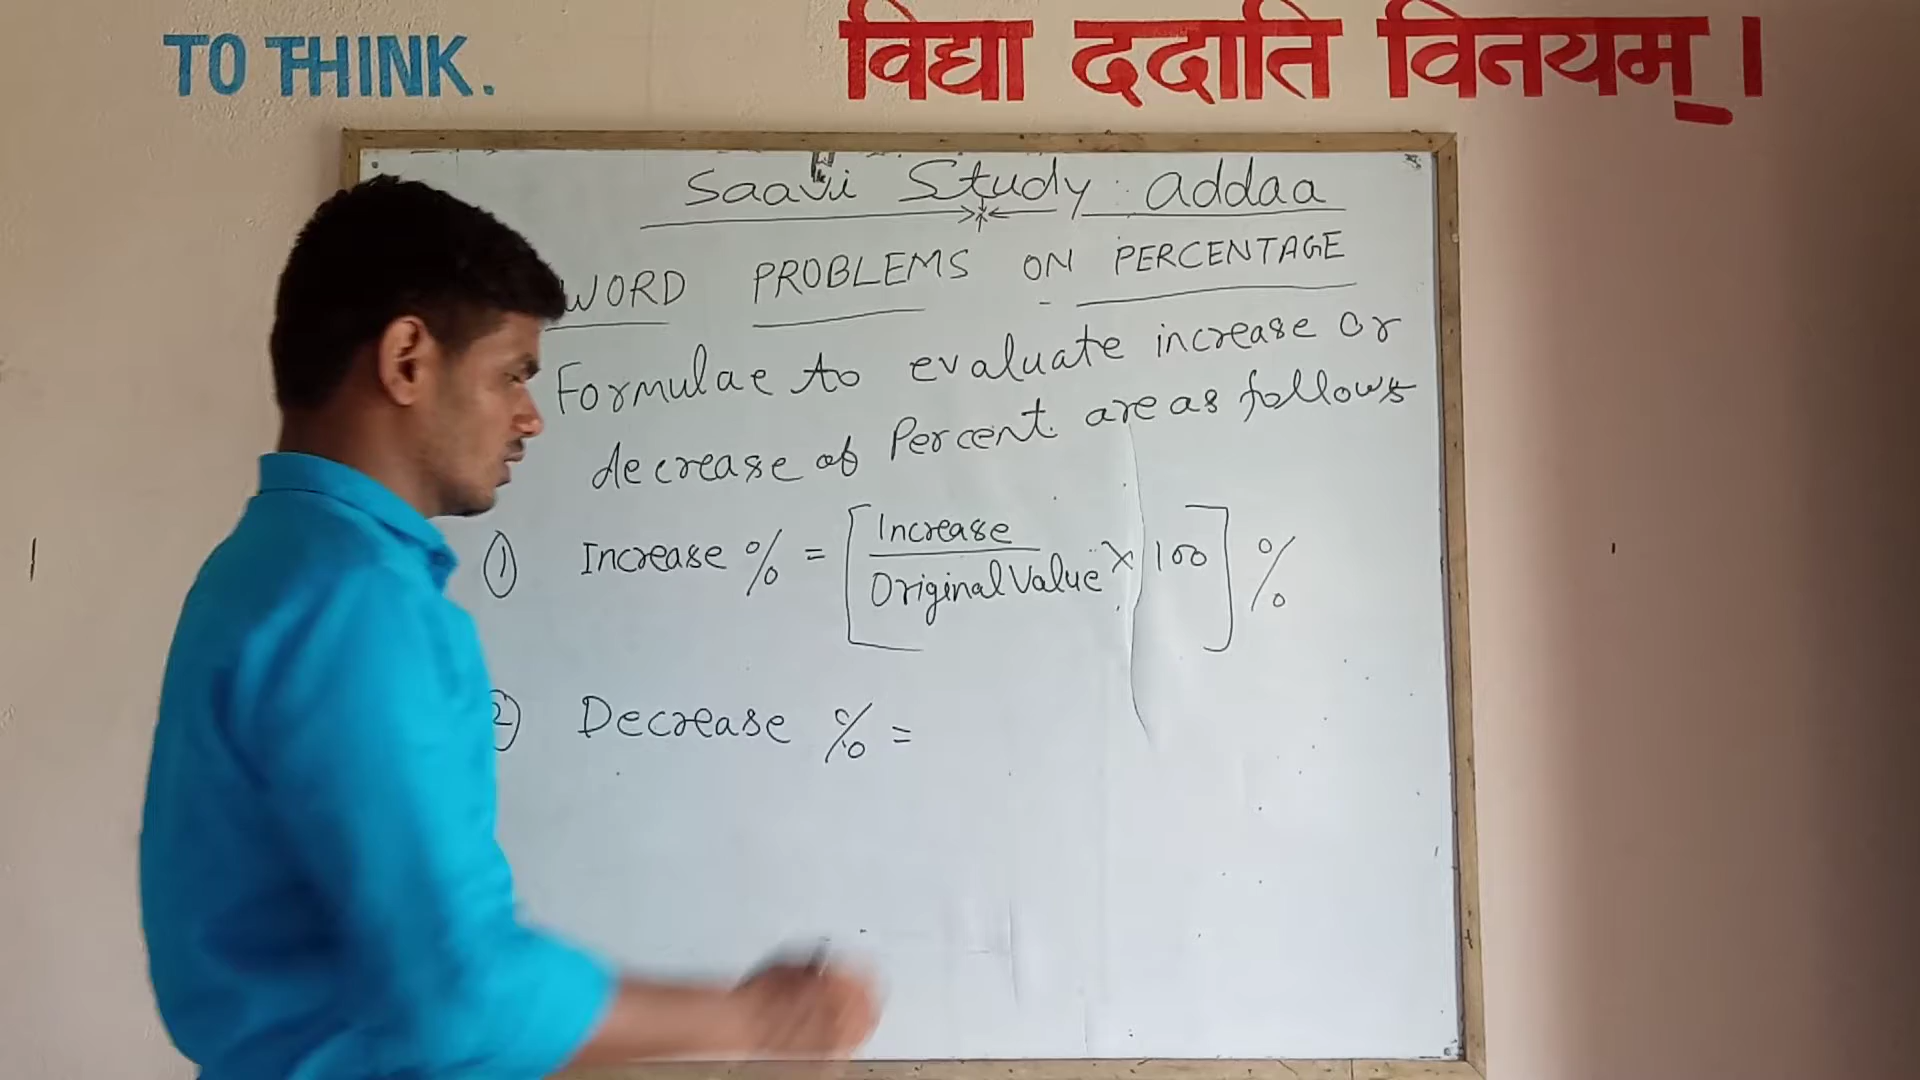 TO THINK.
विद्या ददाति विनयम् ।
Saavi Study addaa
WORD PROBLEMS ON PERCENTAGE
Formulae to evaluate increase or
decrease of Percent are as follows
① Increase % = [Increase / Original Value × 100] %
② Decrease % =